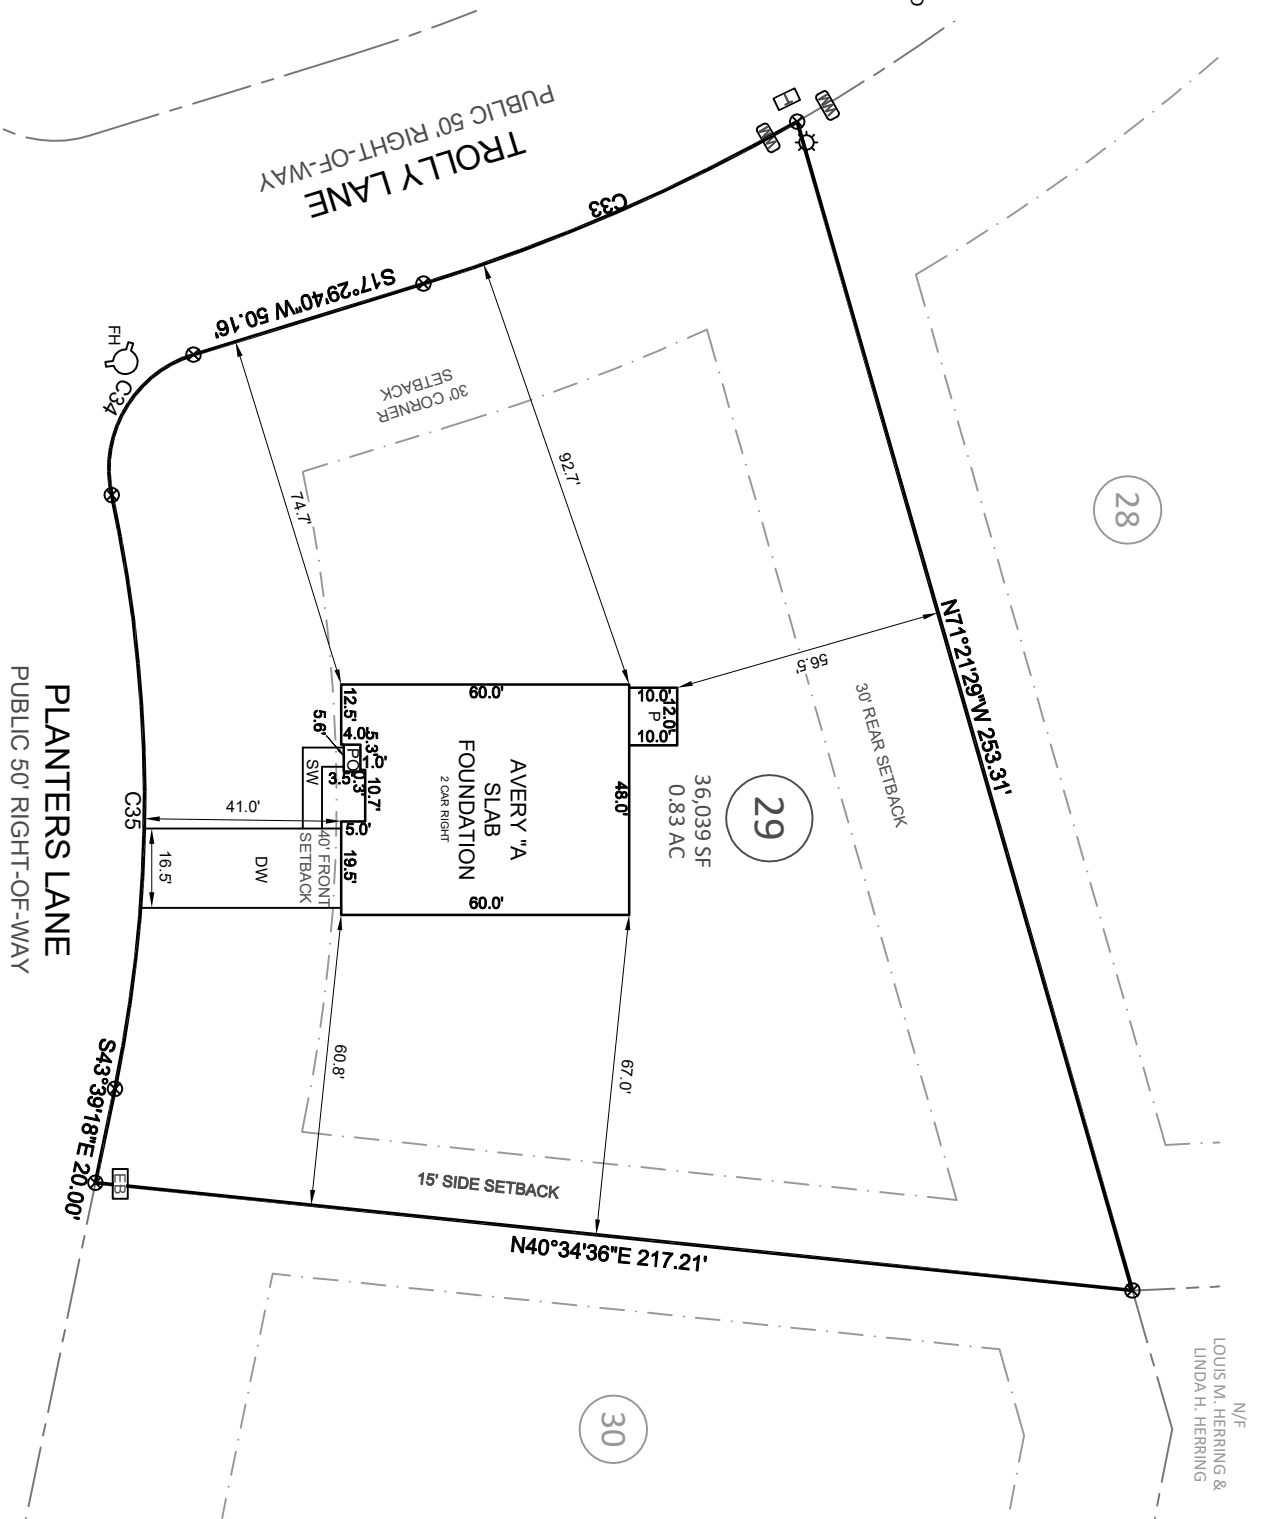 TROLLY LANE
PUBLIC 50' RIGHT-OF-WAY
T
WM
WM
C33
S17°29'40"W 50.16'
FH
C34
30' CORNER
SETBACK
92.7'
74.7'
28
N71°21'29"W 253.31'
56.5'
30' REAR SETBACK
29
36,039 SF
0.83 AC
10.0'
12.0'
P
10.0'
60.0'
48.0'
60.0'
AVERY "A
SLAB
FOUNDATION
2 CAR RIGHT
12.5'
4.0'
5.3'
5.6'
PO
1.0'
3.5'
0.3'
10.7'
5.0'
19.5'
SW
40' FRONT
SETBACK
DW
41.0'
16.5'
C35
PLANTERS LANE
PUBLIC 50' RIGHT-OF-WAY
S43°39'18"E 20.00'
EB
60.8'
67.0'
15' SIDE SETBACK
N40°34'36"E 217.21'
30
N/F
LOUIS M. HERRING &
LINDA H. HERRING